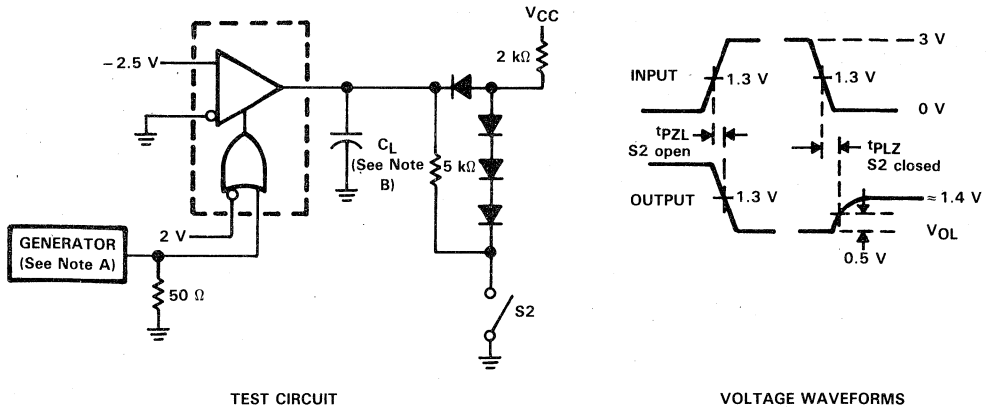 VCC
2 kΩ
−2.5 V
CL
(See Note
B)
5 kΩ
2 V
GENERATOR
(See Note A)
50 Ω
S2
TEST CIRCUIT
3 V
INPUT
1.3 V
1.3 V
0 V
tPZL
S2 open
tPLZ
S2 closed
OUTPUT
1.3 V
≈ 1.4 V
VOL
0.5 V
VOLTAGE WAVEFORMS